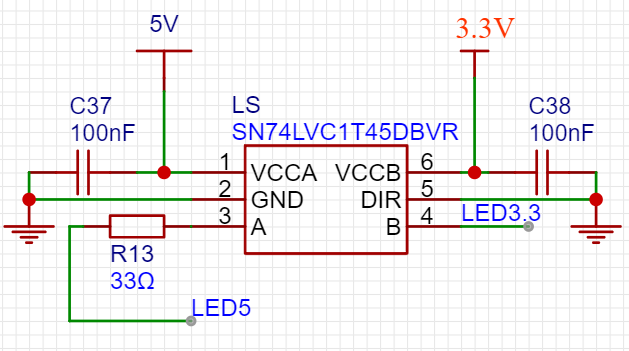 5V
3.3V
C37
100nF
LS
SN74LVC1T45DBVR
C38
100nF
1 VCCA VCCB 6
2 GND DIR 5
3 A B 4
LED3.3
R13
33Ω
LED5